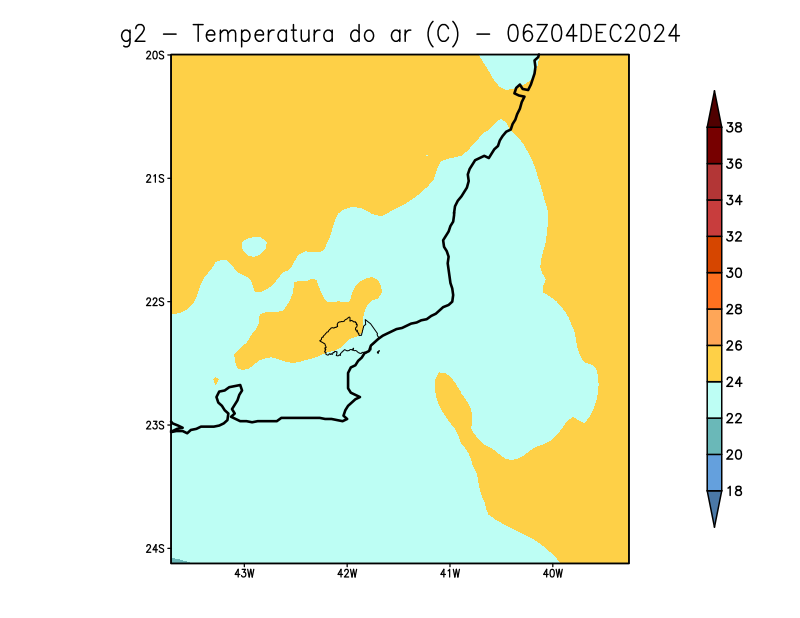 g2 – Temperatura do ar (C) – 06Z04DEC2024
20S
21S
22S
23S
24S
43W
42W
41W
40W
38
36
34
32
30
28
26
24
22
20
18